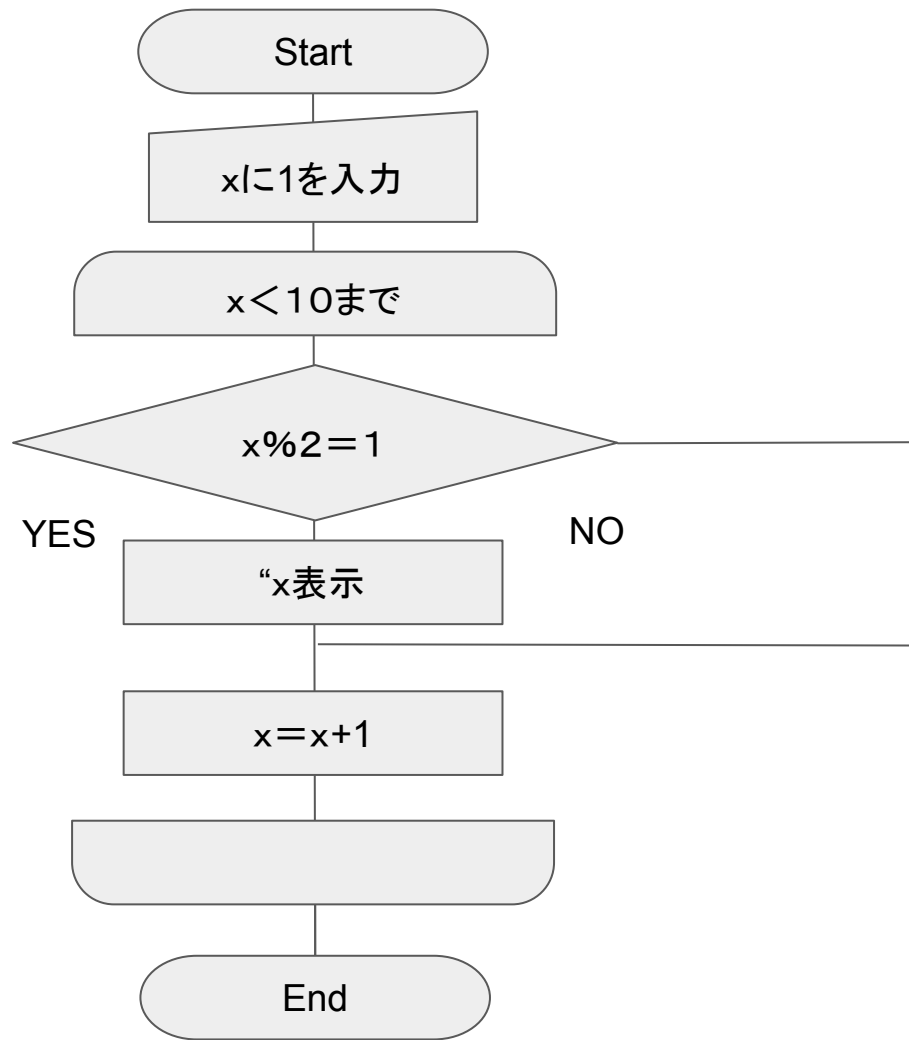 Start
xに1を入力
x＜１０まで
x%２＝１
YES
NO
“x表示
x＝x+1
End